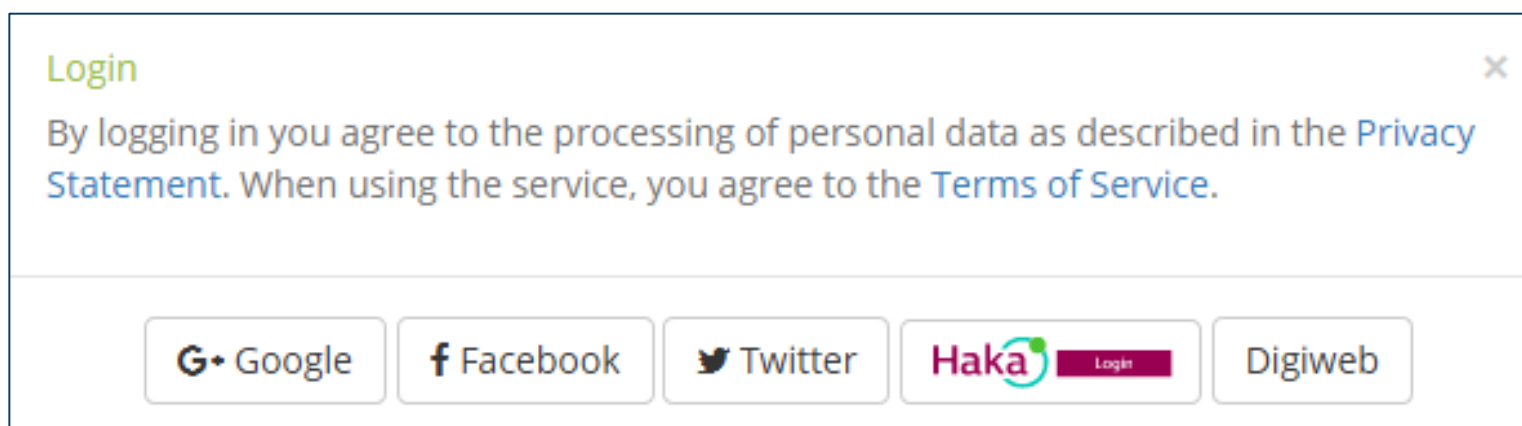 Login
×
By logging in you agree to the processing of personal data as described in the Privacy
Statement. When using the service, you agree to the Terms of Service.
G+ Google f Facebook Twitter Haka Login Digiweb